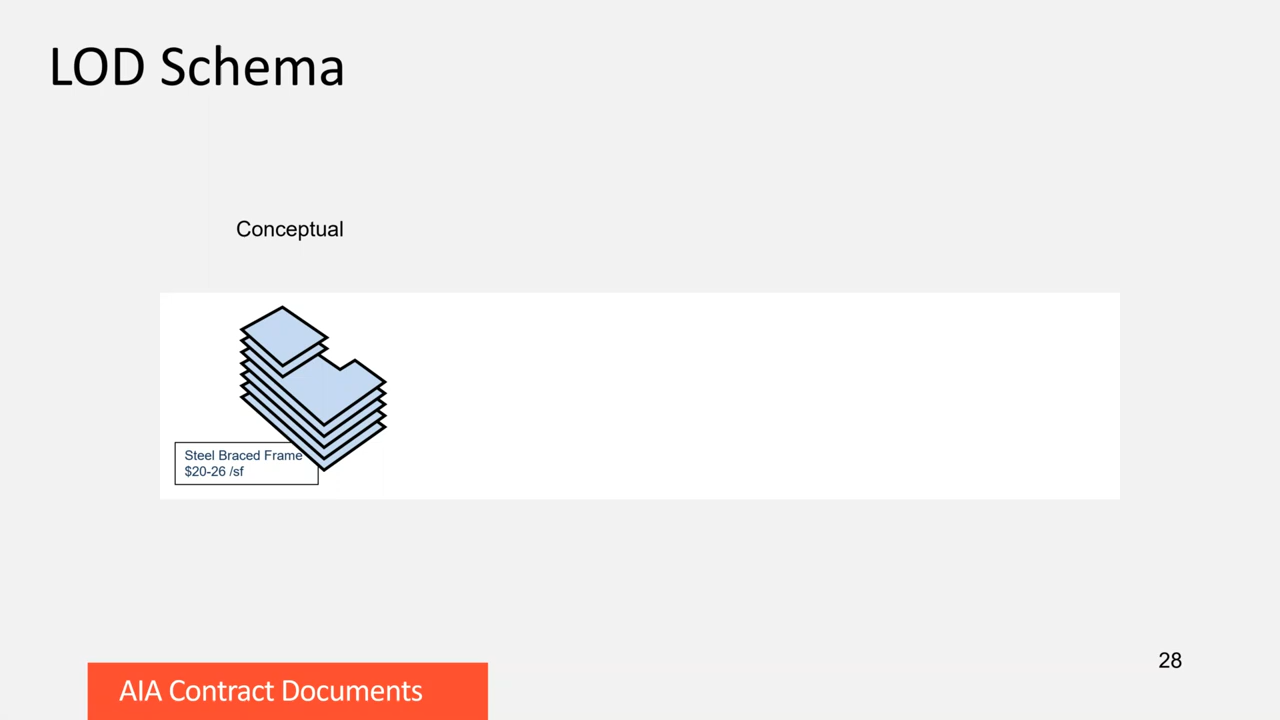 LOD Schema
Conceptual
Steel Braced Frame
$20-26 /sf
28
AIA Contract Documents